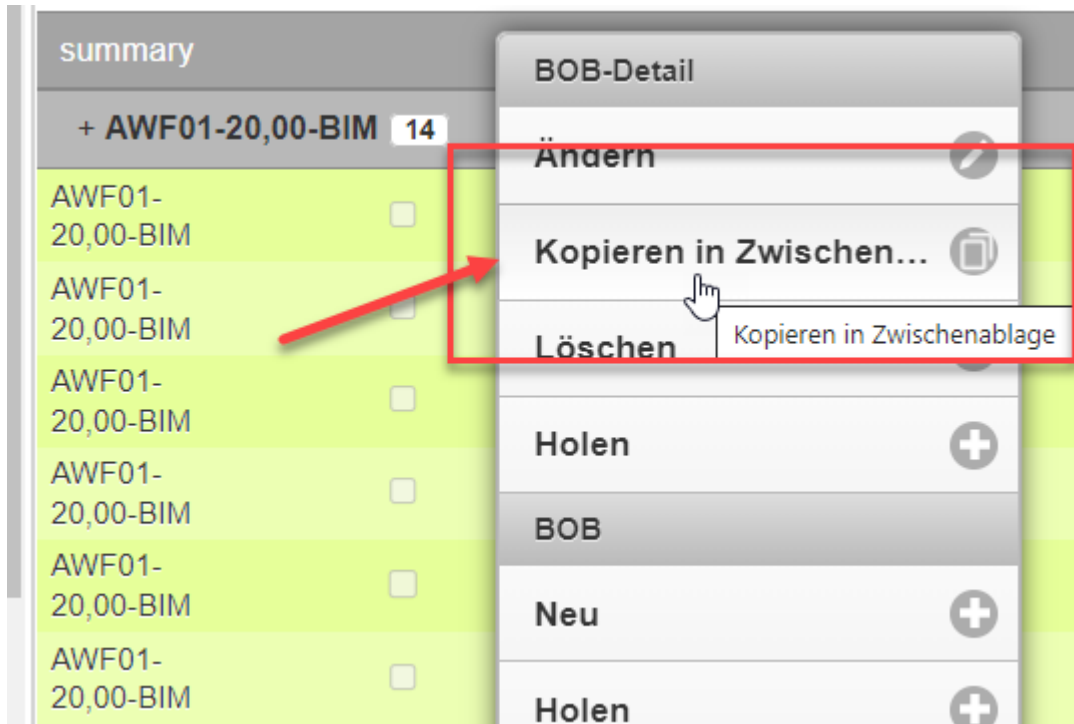 summary
+ AWF01-20,00-BIM 14
AWF01-
20,00-BIM
AWF01-
20,00-BIM
AWF01-
20,00-BIM
AWF01-
20,00-BIM
AWF01-
20,00-BIM
AWF01-
20,00-BIM
BOB-Detail
Ändern
Kopieren in Zwischen...
Kopieren in Zwischenablage
Löschen
Holen
BOB
Neu
Holen